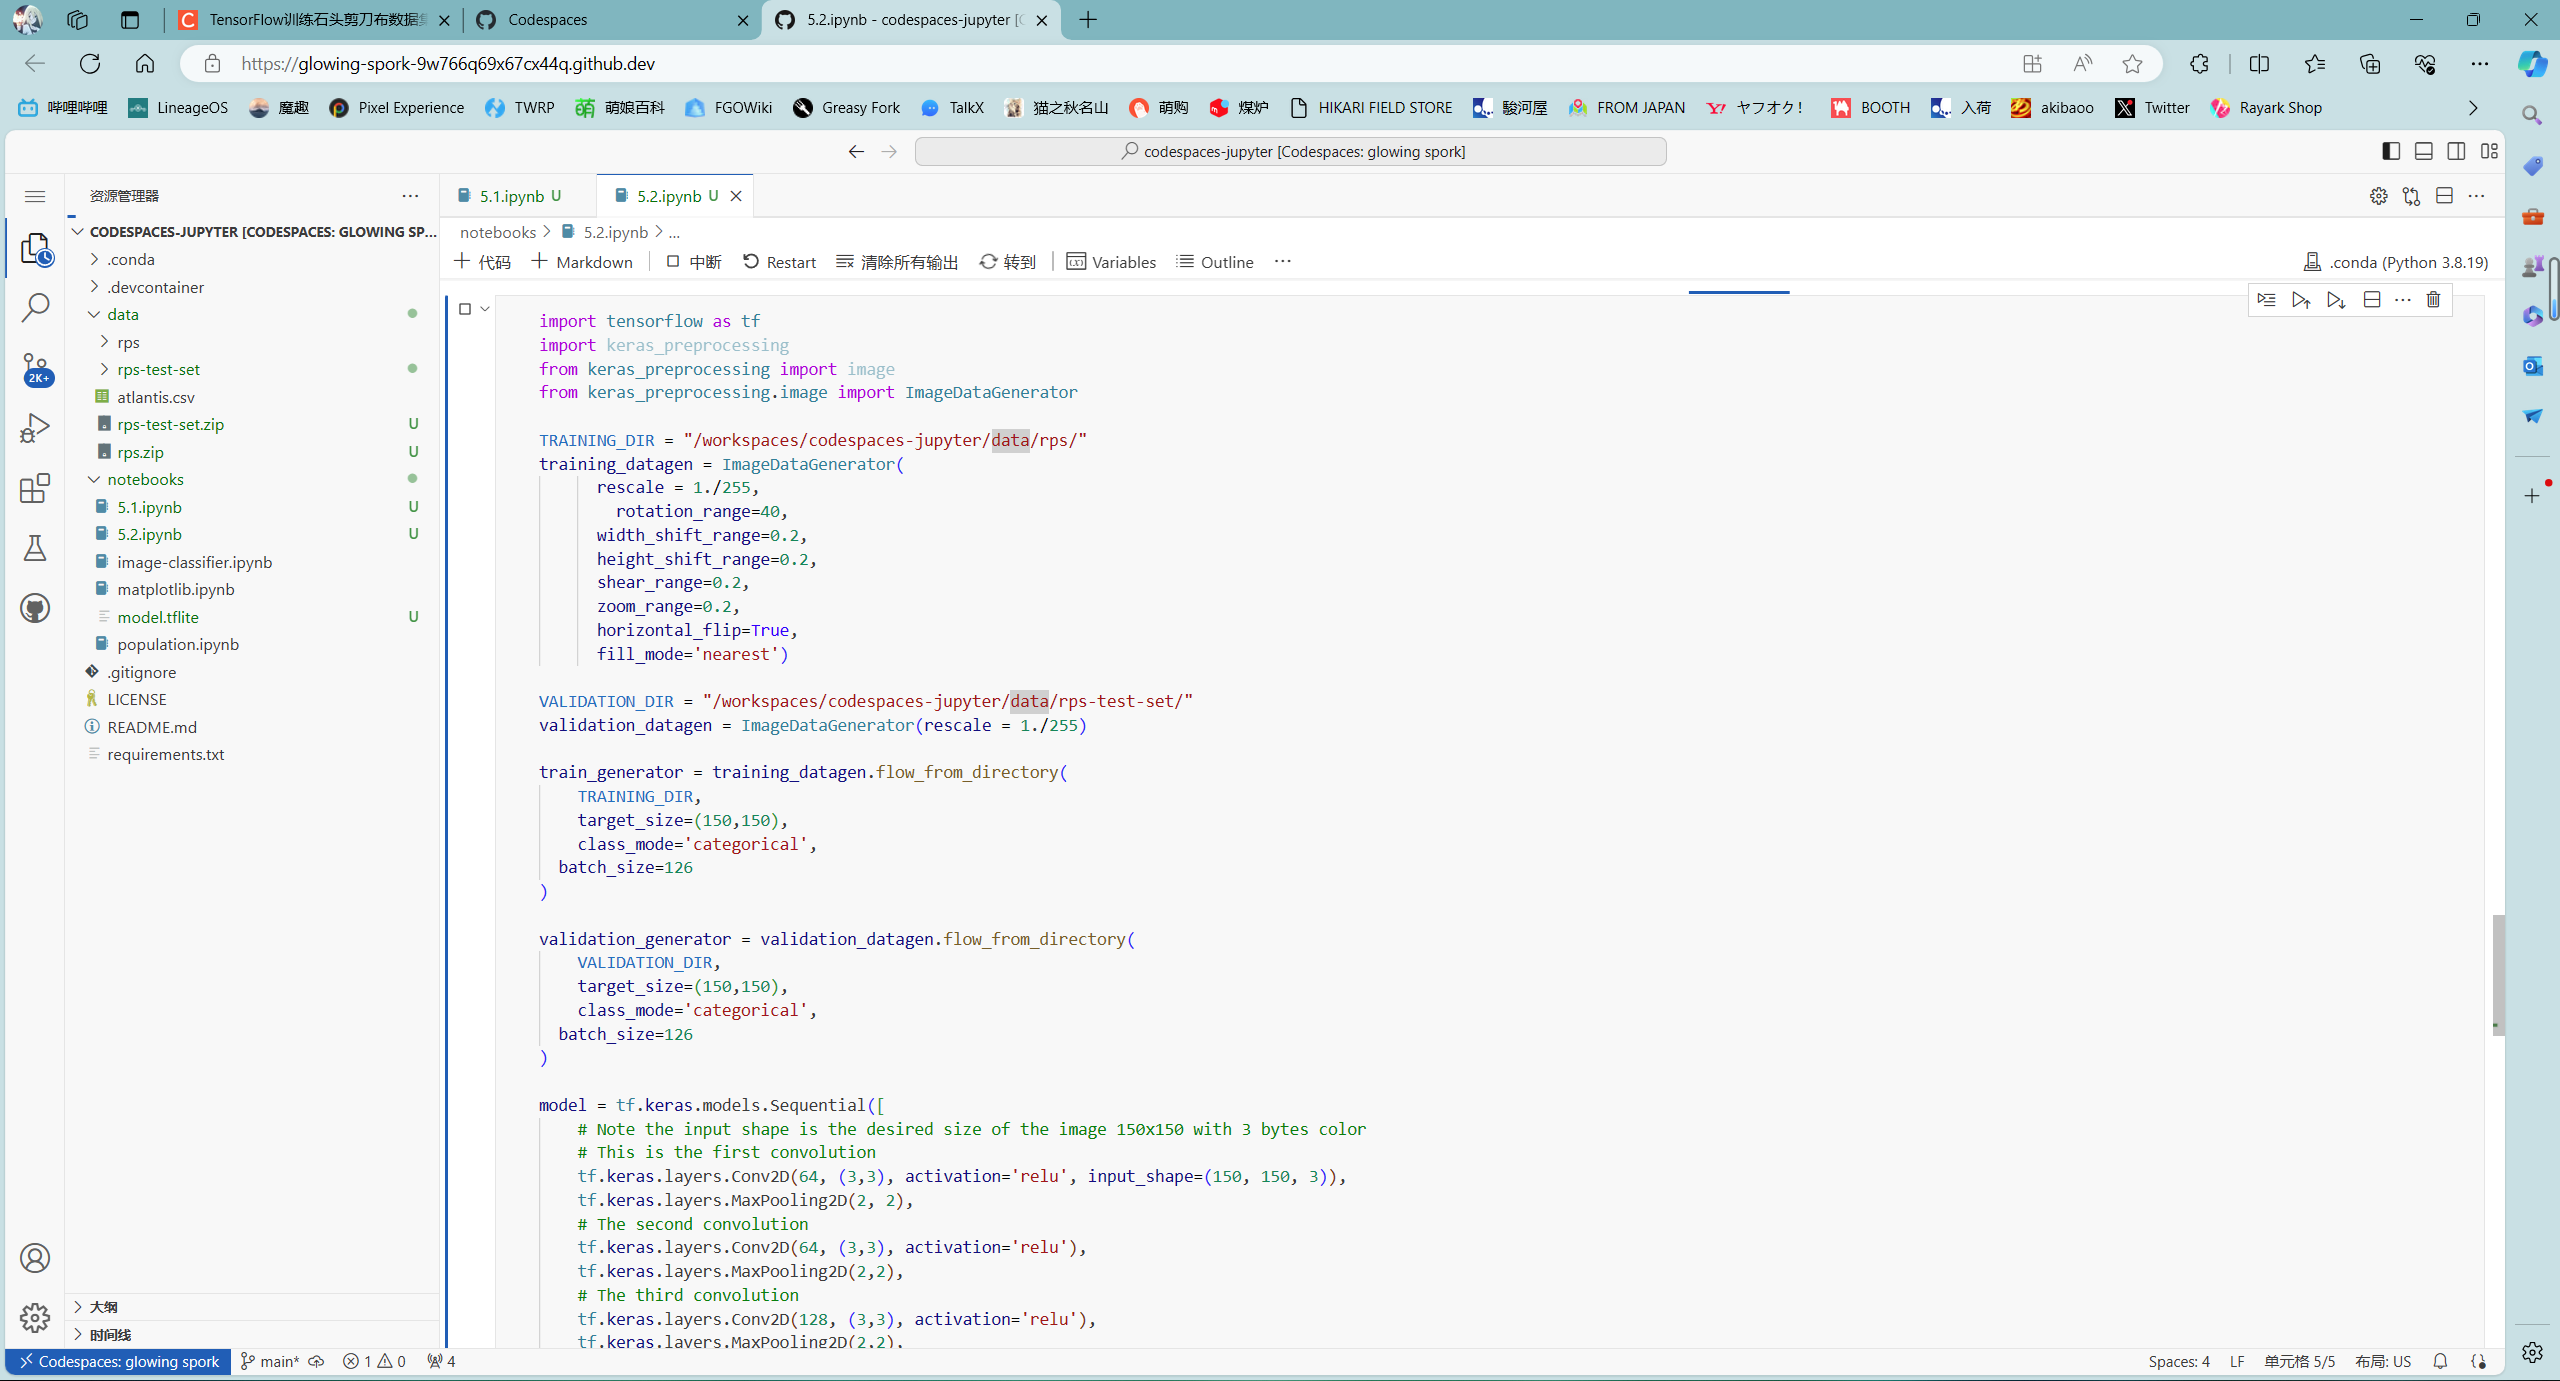 TensorFlow训练石头剪刀布数据集
Codespaces
5.2.ipynb - codespaces-jupyter [C
https://glowing-spork-9w766q69x67cx44q.github.dev
哔哩哔哩
LineageOS
魔趣
Pixel Experience
TWRP
萌娘百科
FGOWiki
Greasy Fork
TalkX
猫之秋名山
萌购
煤炉
HIKARI FIELD STORE
駿河屋
FROM JAPAN
ヤフオク!
BOOTH
入荷
akibaoo
Twitter
Rayark Shop
codespaces-jupyter [Codespaces: glowing spork]
资源管理器
5.1.ipynb U
5.2.ipynb U
CODESPACES-JUPYTER [CODESPACES: GLOWING SP...
.conda
.devcontainer
data
rps
rps-test-set
atlantis.csv
rps-test-set.zip U
rps.zip U
notebooks
5.1.ipynb U
5.2.ipynb U
image-classifier.ipynb
matplotlib.ipynb
model.tflite U
population.ipynb
.gitignore
LICENSE
README.md
requirements.txt
大纲
时间线
2K+
notebooks > 5.2.ipynb > ...
+ 代码 + Markdown 中断 Restart 清除所有输出 转到 Variables Outline ...
.conda (Python 3.8.19)
import tensorflow as tf
import keras_preprocessing
from keras_preprocessing import image
from keras_preprocessing.image import ImageDataGenerator
TRAINING_DIR = "/workspaces/codespaces-jupyter/data/rps/"
training_datagen = ImageDataGenerator(
rescale = 1./255,
rotation_range=40,
width_shift_range=0.2,
height_shift_range=0.2,
shear_range=0.2,
zoom_range=0.2,
horizontal_flip=True,
fill_mode='nearest')
VALIDATION_DIR = "/workspaces/codespaces-jupyter/data/rps-test-set/"
validation_datagen = ImageDataGenerator(rescale = 1./255)
train_generator = training_datagen.flow_from_directory(
TRAINING_DIR,
target_size=(150,150),
class_mode='categorical',
batch_size=126
)
validation_generator = validation_datagen.flow_from_directory(
VALIDATION_DIR,
target_size=(150,150),
class_mode='categorical',
batch_size=126
)
model = tf.keras.models.Sequential([
# Note the input shape is the desired size of the image 150x150 with 3 bytes color
# This is the first convolution
tf.keras.layers.Conv2D(64, (3,3), activation='relu', input_shape=(150, 150, 3)),
tf.keras.layers.MaxPooling2D(2, 2),
# The second convolution
tf.keras.layers.Conv2D(64, (3,3), activation='relu'),
tf.keras.layers.MaxPooling2D(2,2),
# The third convolution
tf.keras.layers.Conv2D(128, (3,3), activation='relu'),
tf.keras.layers.MaxPooling2D(2,2),
Codespaces: glowing spork
main*
1 0
4
Spaces: 4
LF
单元格 5/5
布局: US